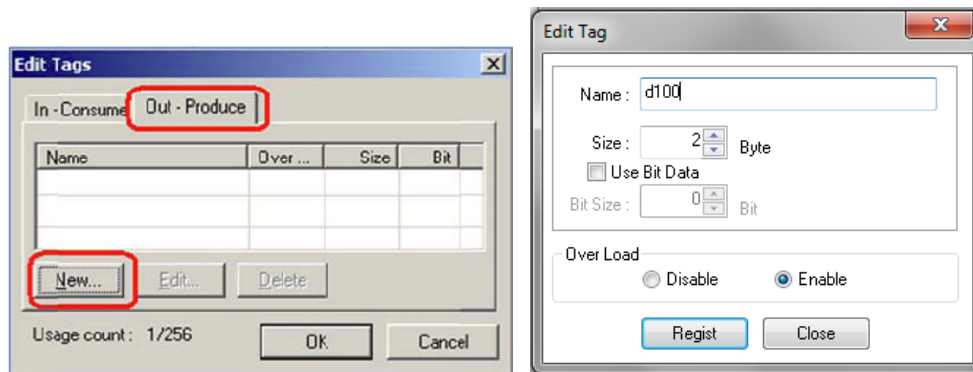 Edit Tags
In - Consume Out - Produce
Name Over ... Size Bit
New... Edit... Delete
Usage count : 1/256
OK Cancel
Edit Tag
Name : d100
Size : 2 Byte
Use Bit Data
Bit Size : 0 Bit
Over Load
Disable Enable
Regist Close